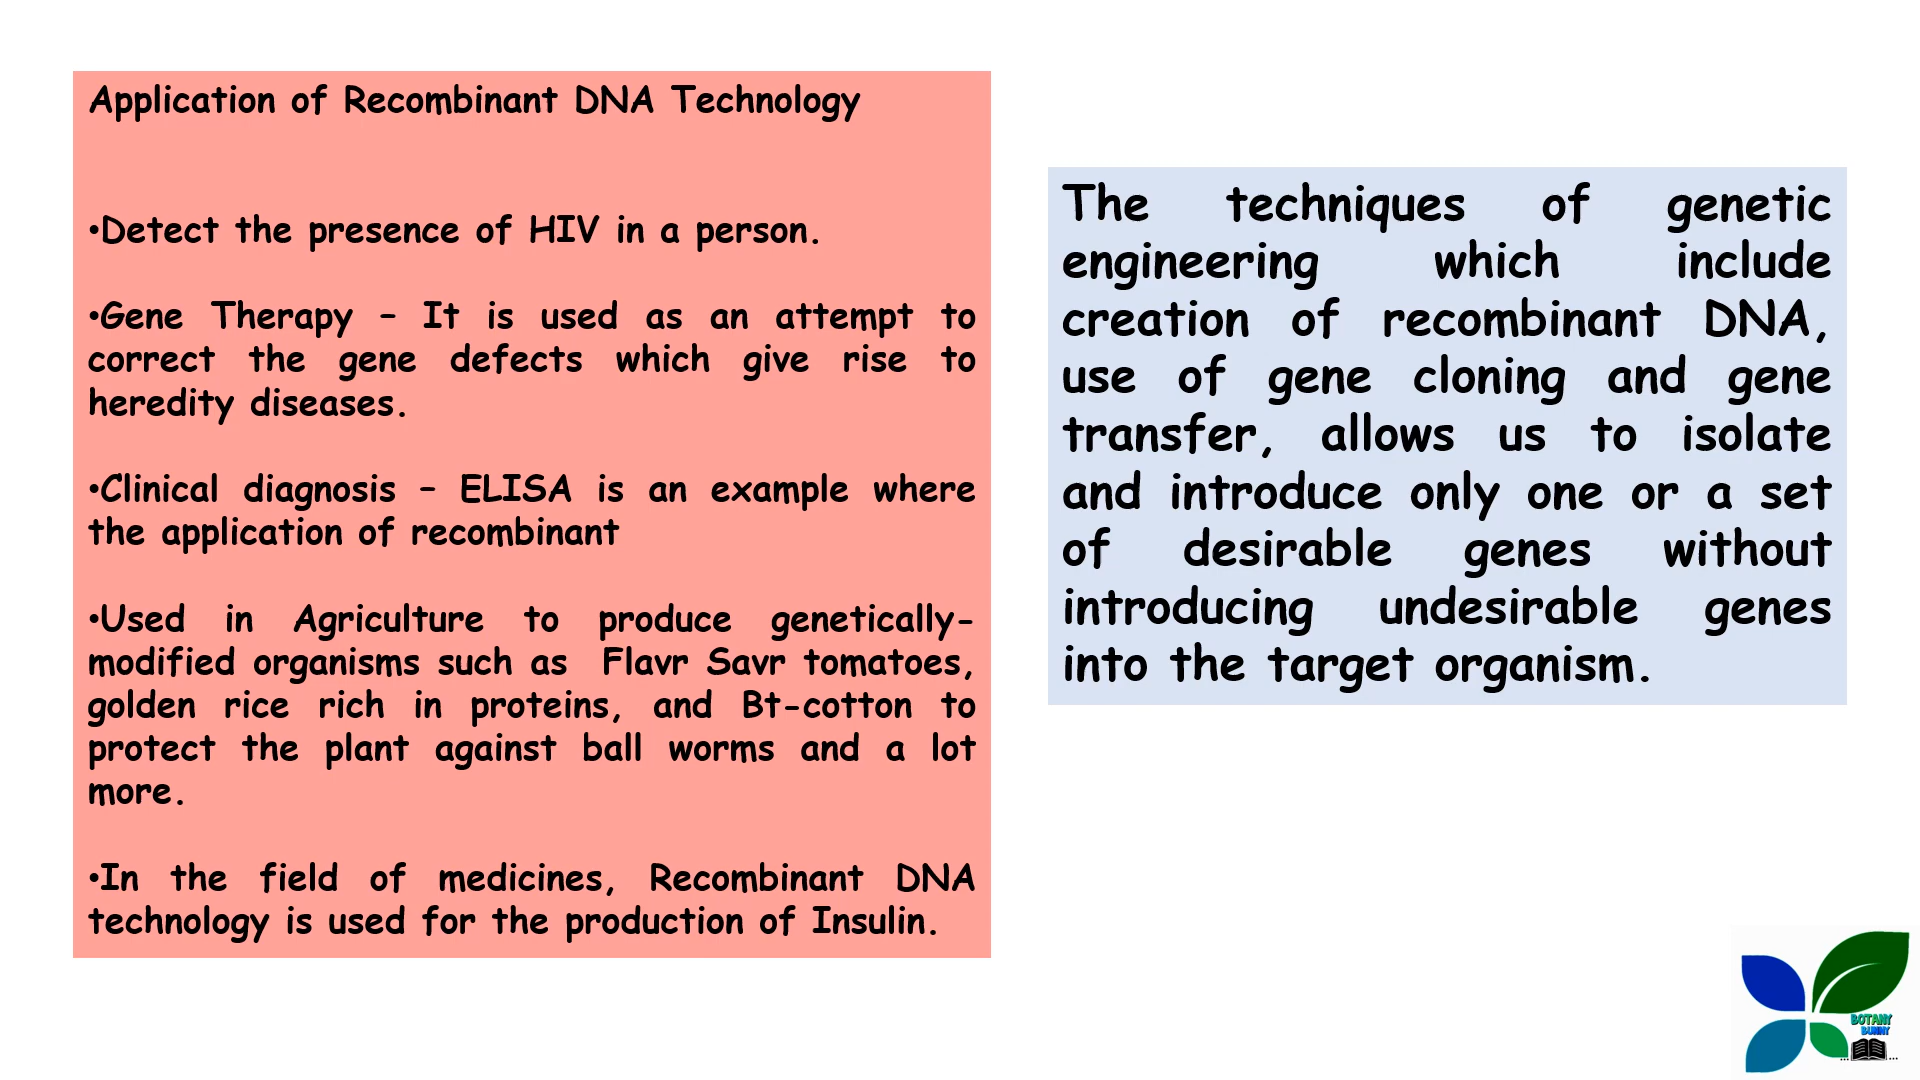 Application of Recombinant DNA Technology
•Detect the presence of HIV in a person.
•Gene Therapy – It is used as an attempt to
correct the gene defects which give rise to
heredity diseases.
•Clinical diagnosis – ELISA is an example where
the application of recombinant
•Used in Agriculture to produce genetically-
modified organisms such as Flavr Savr tomatoes,
golden rice rich in proteins, and Bt-cotton to
protect the plant against ball worms and a lot
more.
•In the field of medicines, Recombinant DNA
technology is used for the production of Insulin.
The techniques of genetic
engineering which include
creation of recombinant DNA,
use of gene cloning and gene
transfer, allows us to isolate
and introduce only one or a set
of desirable genes without
introducing undesirable genes
into the target organism.
BOTANY
BUNNY